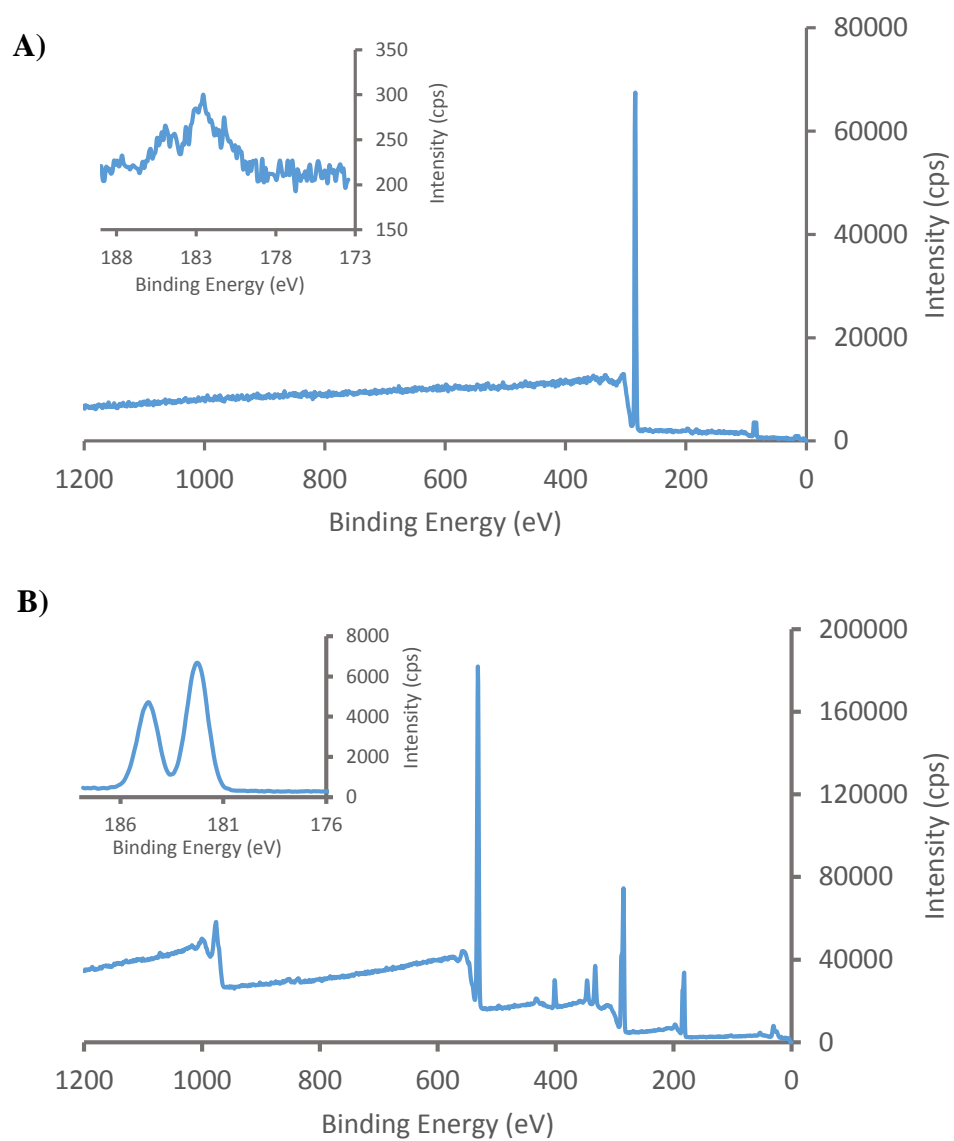 A)
350
300
250
200
150
Intensity (cps)
188 183 178 173
Binding Energy (eV)
80000
60000
40000
20000
0
Intensity (cps)
1200 1000 800 600 400 200 0
Binding Energy (eV)
B)
8000
6000
4000
2000
0
Intensity (cps)
186 181 176
Binding Energy (eV)
200000
160000
120000
80000
40000
0
Intensity (cps)
1200 1000 800 600 400 200 0
Binding Energy (eV)